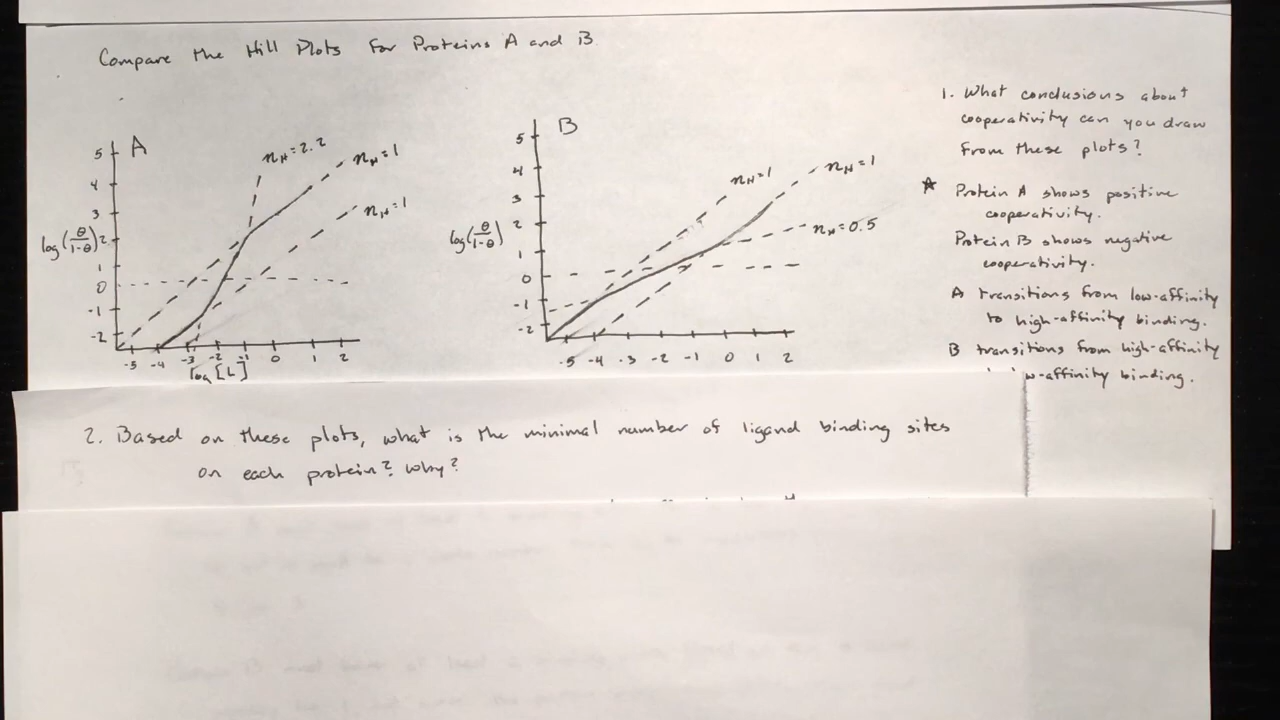 Compare the Hill Plots for Proteins A and B
A
5
4
3
2
1
0
-1
-2
log(θ/1-θ)
nH=2.2
nH=1
nH=1
-5 -4 -3 -2 -1 0 1 2
log [L]
B
5
4
3
2
1
0
-1
-2
log(θ/1-θ)
nH=1
nH=1
nH=0.5
-5 -4 -3 -2 -1 0 1 2
1. What conclusions about
cooperativity can you draw
from these plots?
* Protein A shows positive
cooperativity.
Protein B shows negative
cooperativity.
A transitions from low-affinity
to high-affinity binding.
B transitions from high-affinity
w-affinity binding.
2. Based on these plots, what is the minimal number of ligand binding sites
on each protein? Why?